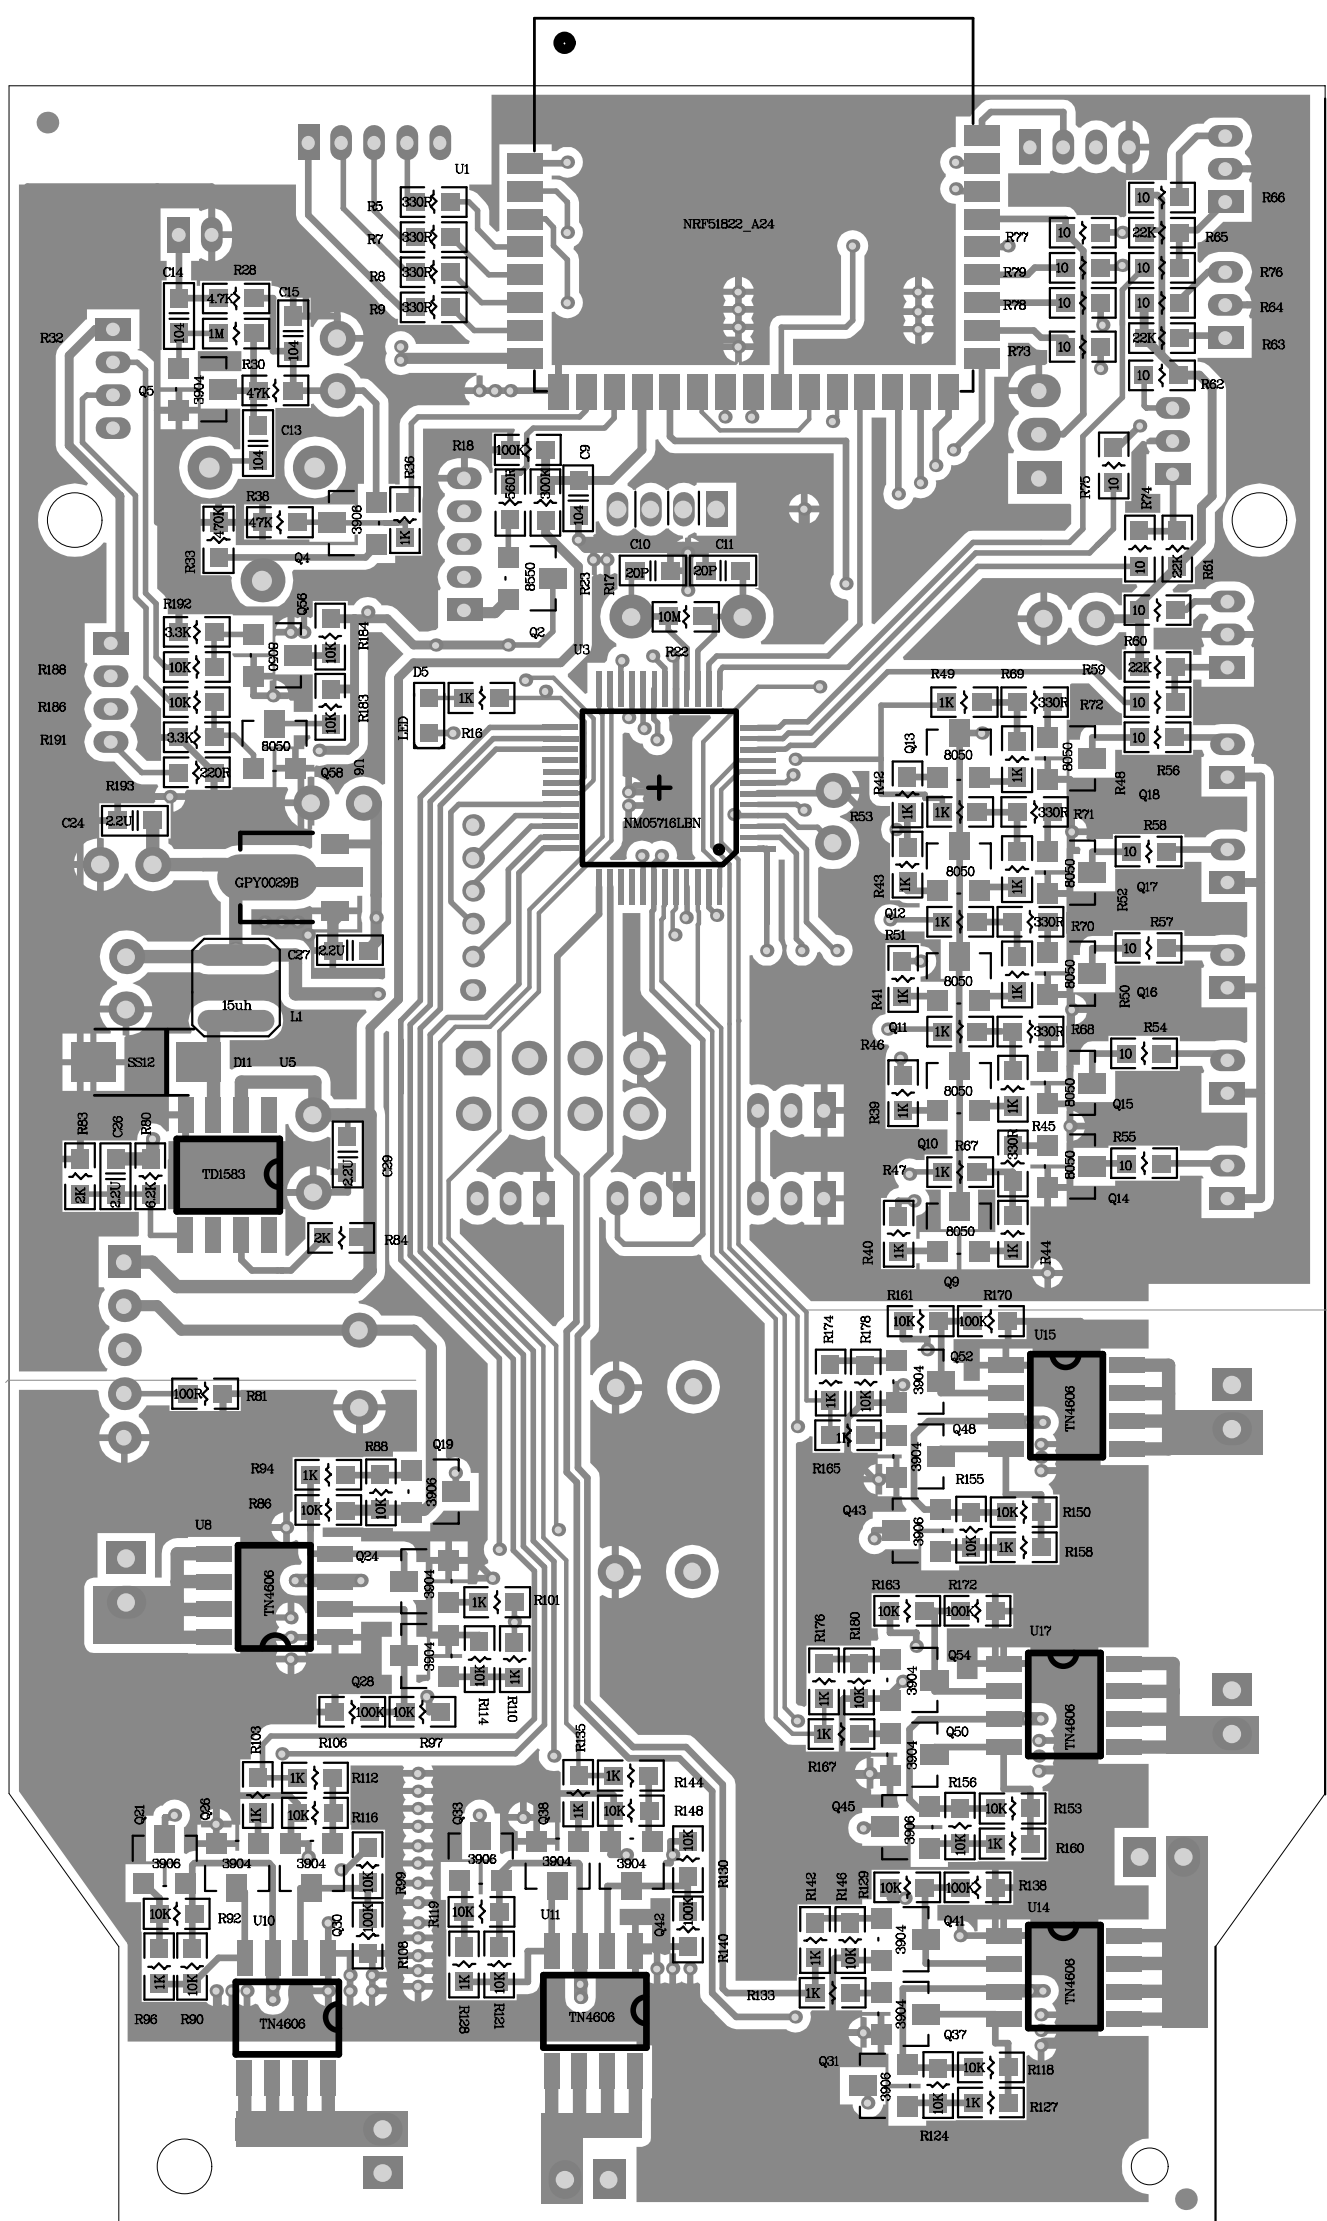 U1
R5
330R
10
R66
NRF51822_A24
R7
330R
R77
10
22K
R65
R8
330R
R79
10
10
R76
C14
R28
4.7K
C15
R9
330R
R78
10
10
R64
R32
104
1M
104
R73
10
22K
R63
R30
Q5
3904
47K
10
R62
C13
104
R18
100K
C9
R36
560R
300K
104
R75
10
R74
R38
470K
47K
3906
1K
R33
Q4
C10
C11
20P
20P
8550
R23
R17
10
22K
R61
R192
Q56
3.3K
R184
10K
8050
Q2
10M
R22
10
R60
10K
U3
R188
D5
R49
R69
R59
22K
R186
10K
R183
10K
1K
1K
330R
R72
10
R191
3.3K
8050
LED
R16
Q13
8050
8050
10
220R
Q58
U6
R193
R42
1K
1K
R48
R56
C24
2.2U
NM05716LBN
R53
1K
1K
330R
R71
Q18
R58
10
GPY0029B
R43
1K
8050
1K
8050
R52
Q17
Q12
1K
330R
R70
R57
10
C27
2.2U
R51
15uh
L1
R41
1K
8050
1K
8050
R50
Q16
Q11
1K
330R
R68
R54
10
SS12
D11
U5
R46
R39
1K
8050
1K
8050
Q15
R83
C26
R80
TD1583
2K
2.2U
6.2K
2.2U
C29
Q10
R67
330R
R45
R55
R47
1K
8050
10
Q14
2K
R84
R40
1K
8050
1K
R44
Q9
R161
R170
10K
100K
U15
R174
R178
Q52
3904
100R
R81
1K
10K
TN4606
1K
3904
Q48
R165
R94
R88
Q19
1K
R86
10K
10K
3906
R155
Q43
3906
10K
10K
R150
U8
1K
R158
Q24
TN4606
3904
1K
R101
R163
R172
10K
100K
3904
10K
1K
R176
R180
U17
Q54
3904
1K
10K
Q28
100K
10K
R114
R110
TN4606
R103
R106
R97
1K
Q50
3904
R167
R135
1K
R112
1K
R144
R156
1K
10K
R116
1K
10K
R148
Q45
3906
10K
10K
R153
Q21
Q26
Q33
Q38
1K
R160
3906
3904
3904
10K
R99
3906
3904
3904
10K
R130
R142
R146
R129
10K
100K
R138
10K
R92
U10
Q30
100K
R119
10K
U11
Q42
100K
Q41
U14
3904
1K
10K
R108
1K
10K
R140
1K
10K
TN4606
R96
R90
TN4606
R128
R121
TN4606
R133
1K
3904
Q37
Q31
3906
10K
10K
R118
1K
R127
R124